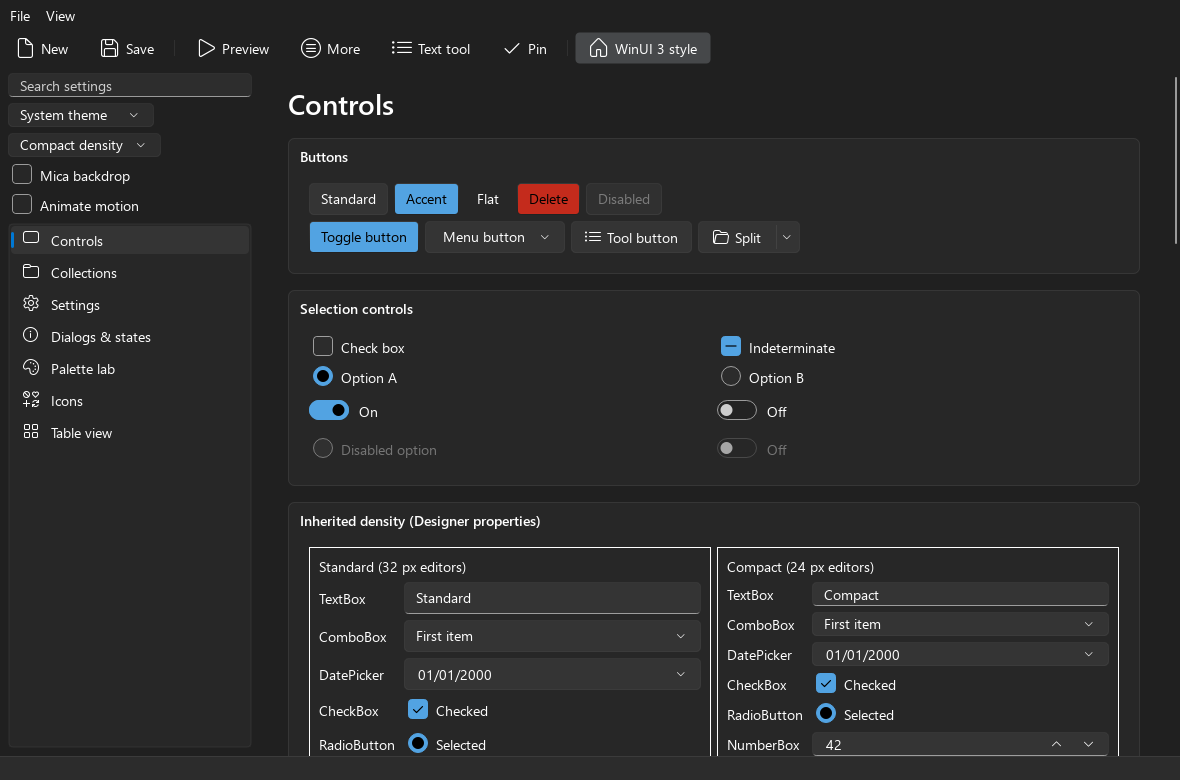 File View
New Save Preview More Text tool Pin WinUI 3 style
Search settings
System theme
Compact density
Mica backdrop
Animate motion
Controls
Collections
Settings
Dialogs & states
Palette lab
Icons
Table view
Controls
Buttons
Standard Accent Flat Delete Disabled
Toggle button Menu button Tool button Split
Selection controls
Check box Indeterminate
Option A Option B
On Off
Disabled option Off
Inherited density (Designer properties)
Standard (32 px editors)
TextBox Standard
ComboBox First item
DatePicker 01/01/2000
CheckBox Checked
RadioButton Selected
Compact (24 px editors)
TextBox Compact
ComboBox First item
DatePicker 01/01/2000
CheckBox Checked
RadioButton Selected
NumberBox 42